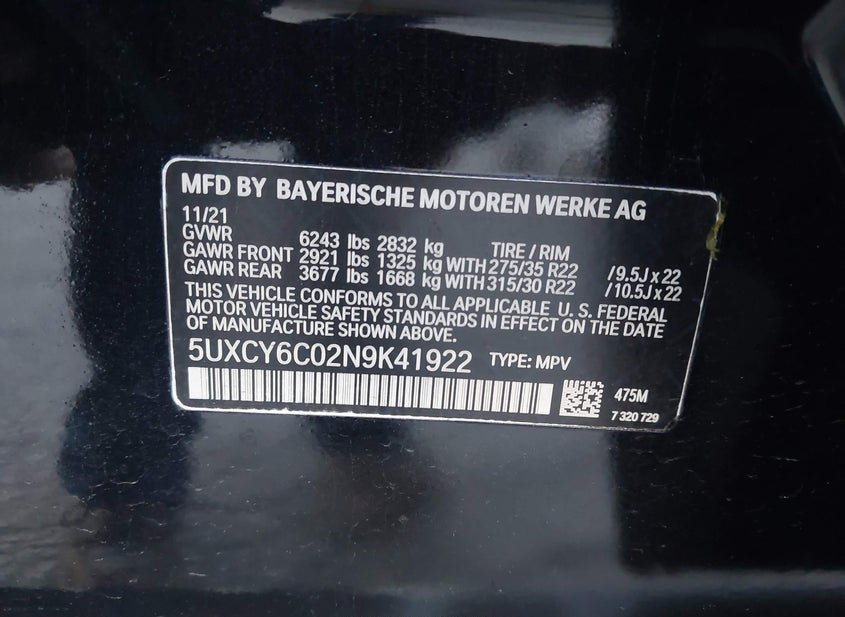 MFD BY BAYERISCHE MOTOREN WERKE AG
11/21
GVWR 6243 lbs 2832 kg TIRE / RIM
GAWR FRONT 2921 lbs 1325 kg WITH 275/35 R22 /9.5J x 22
GAWR REAR 3677 lbs 1668 kg WITH 315/30 R22 /10.5J x 22
THIS VEHICLE CONFORMS TO ALL APPLICABLE U. S. FEDERAL
MOTOR VEHICLE SAFETY STANDARDS IN EFFECT ON THE DATE
OF MANUFACTURE SHOWN ABOVE.
5UXCY6C02N9K41922 TYPE: MPV
475M
7 320 729